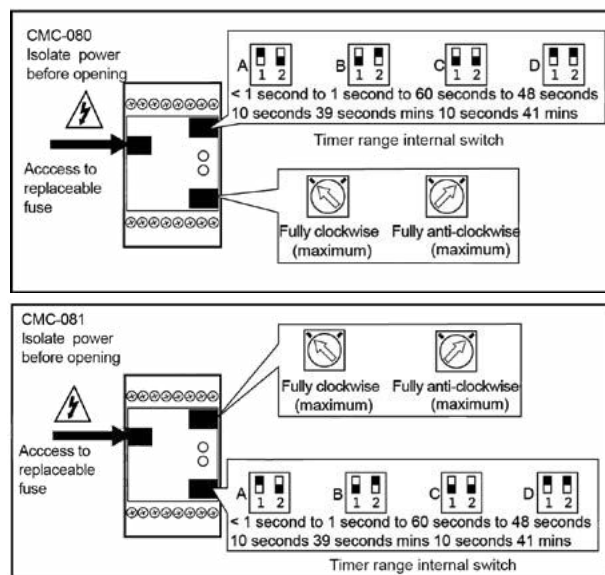 CMC-080
Isolate power
before opening
Acccess to
replaceable
fuse
A 1 2 B 1 2 C 1 2 D 1 2
< 1 second to 1 second to 60 seconds to 48 seconds
10 seconds 39 seconds mins 10 seconds 41 mins
Timer range internal switch
Fully clockwise Fully anti-clockwise
(maximum) (maximum)
CMC-081
Isolate power
before opening
Acccess to
replaceable
fuse
Fully clockwise Fully anti-clockwise
(maximum) (maximum)
A 1 2 B 1 2 C 1 2 D 1 2
< 1 second to 1 second to 60 seconds to 48 seconds
10 seconds 39 seconds mins 10 seconds 41 mins
Timer range internal switch